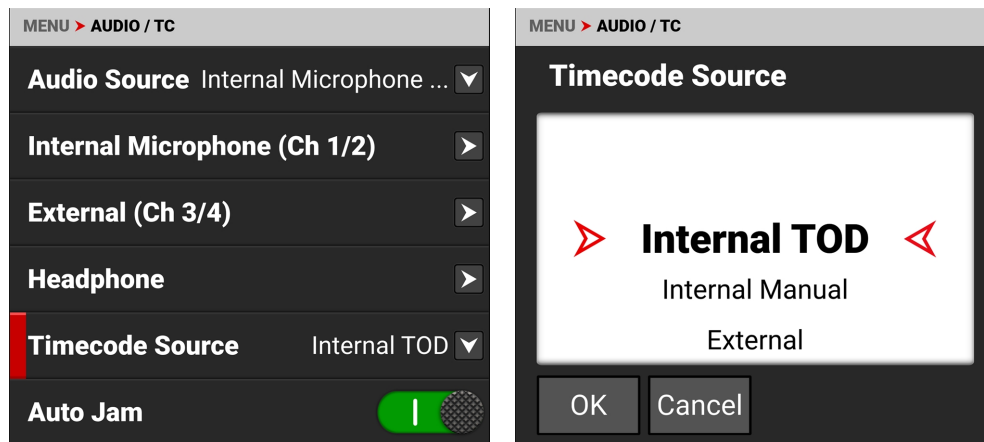 MENU ➤ AUDIO / TC
Audio Source Internal Microphone ...
Internal Microphone (Ch 1/2)
External (Ch 3/4)
Headphone
Timecode Source Internal TOD
Auto Jam
MENU ➤ AUDIO / TC
Timecode Source
Internal TOD
Internal Manual
External
OK Cancel